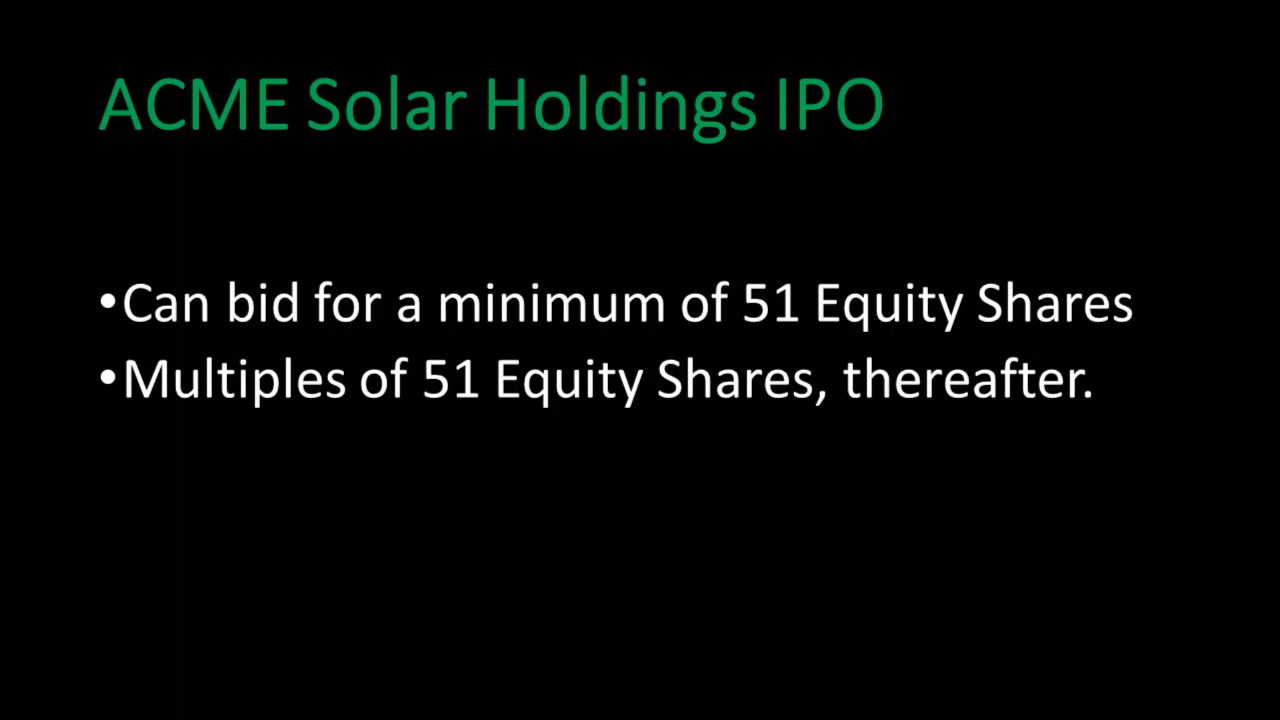 ACME Solar Holdings IPO
•Can bid for a minimum of 51 Equity Shares
•Multiples of 51 Equity Shares, thereafter.